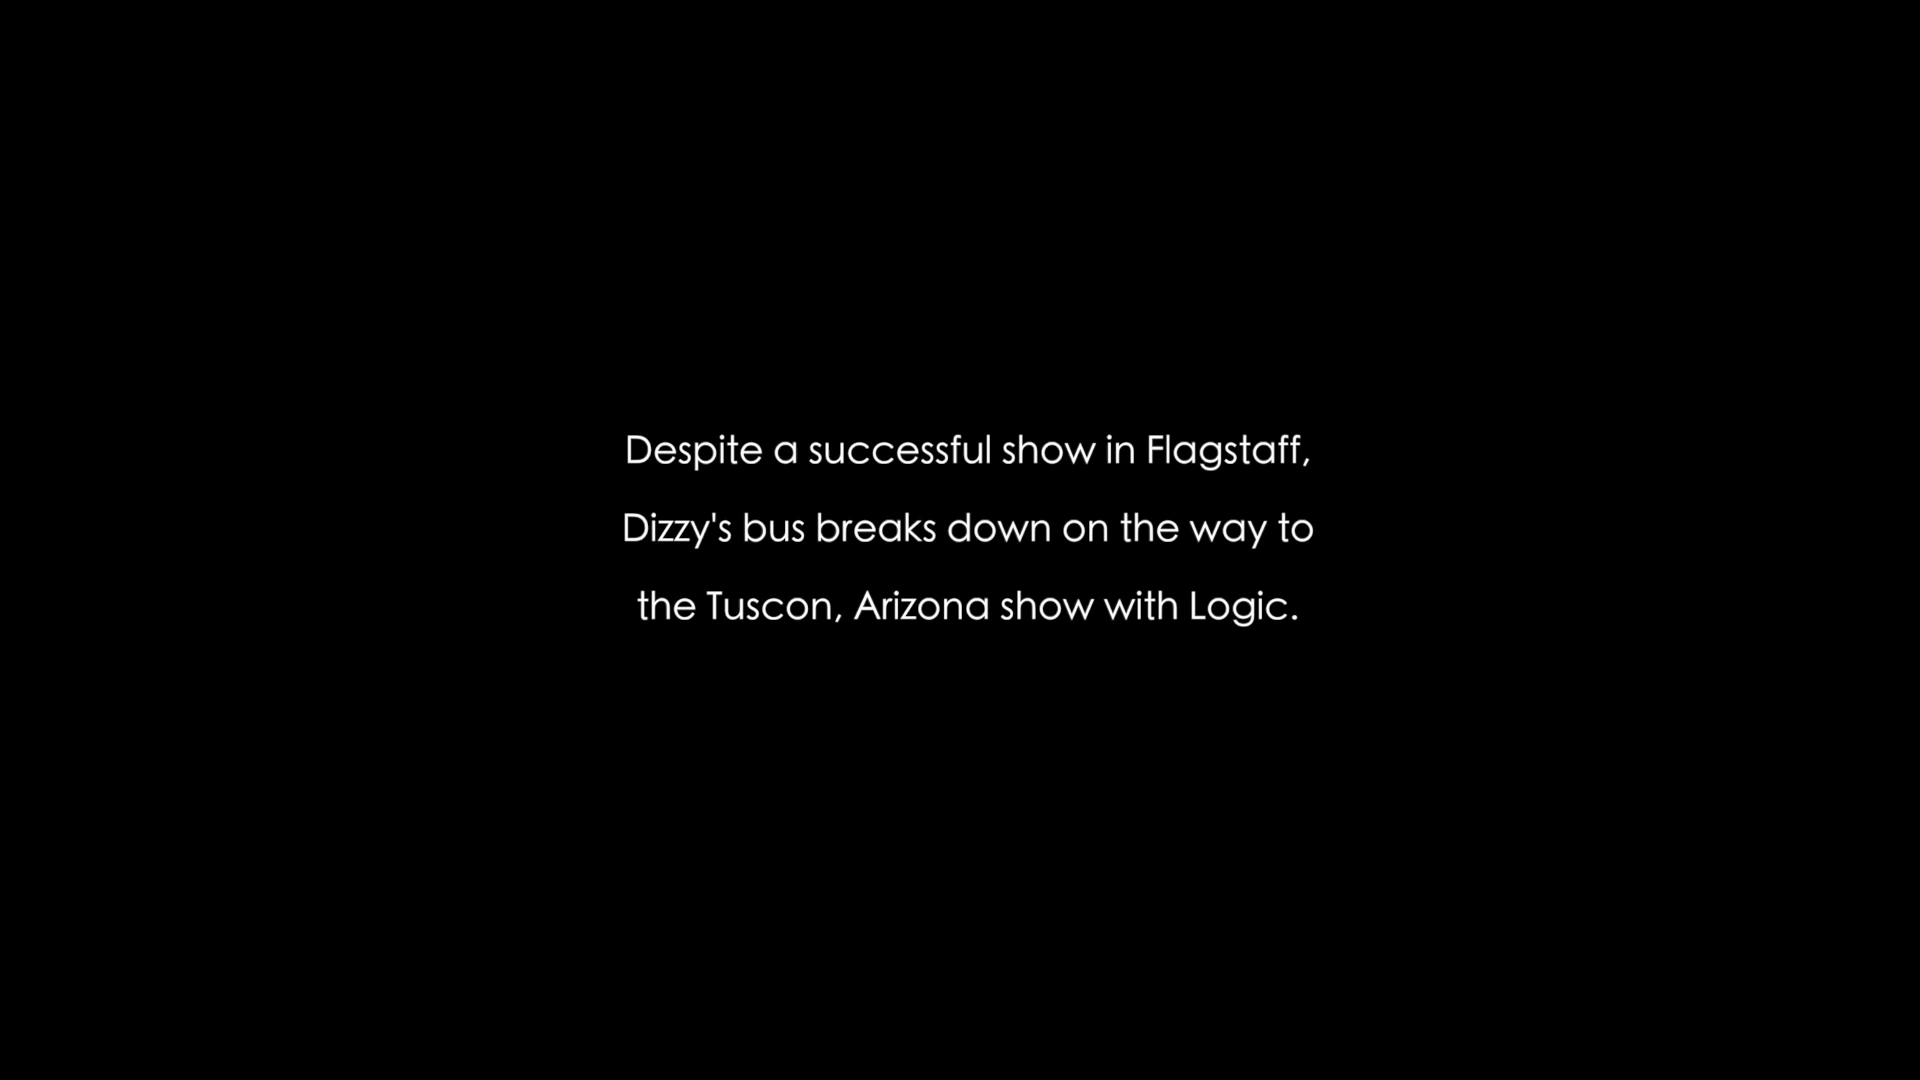 Despite a successful show in Flagstaff,
Dizzy's bus breaks down on the way to
the Tuscon, Arizona show with Logic.